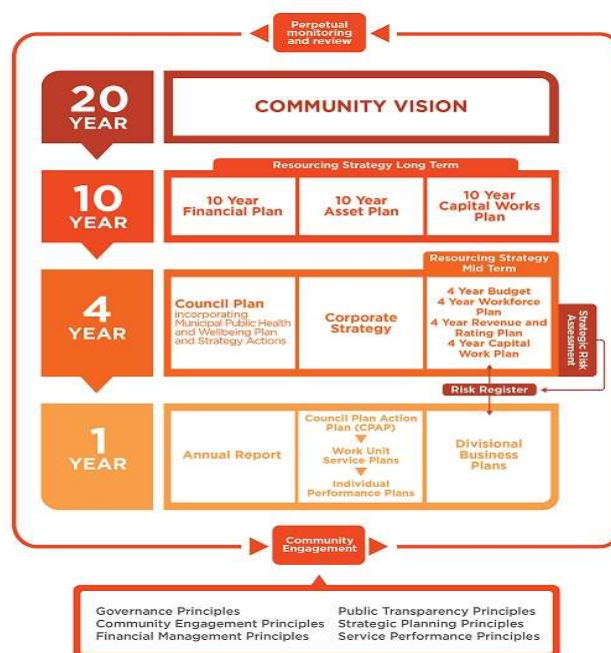 Perpetual
monitoring
and review
20
YEAR
COMMUNITY VISION
Resourcing Strategy Long Term
10
YEAR
10 Year
Financial Plan
10 Year
Asset Plan
10 Year
Capital Works
Plan
Resourcing Strategy
Mid Term
4
YEAR
Council Plan
incorporating
Municipal Public Health
and Wellbeing Plan
and Strategy Actions
Corporate
Strategy
4 Year Budget
4 Year Workforce
Plan
4 Year Revenue and
Rating Plan
4 Year Capital
Work Plan
Strategic Risk
Assessment
Risk Register
1
YEAR
Annual Report
Council Plan Action
Plan (CPAP)
Work Unit
Service Plans
Individual
Performance Plans
Divisional
Business
Plans
Community
Engagement
Governance Principles
Community Engagement Principles
Financial Management Principles
Public Transparency Principles
Strategic Planning Principles
Service Performance Principles